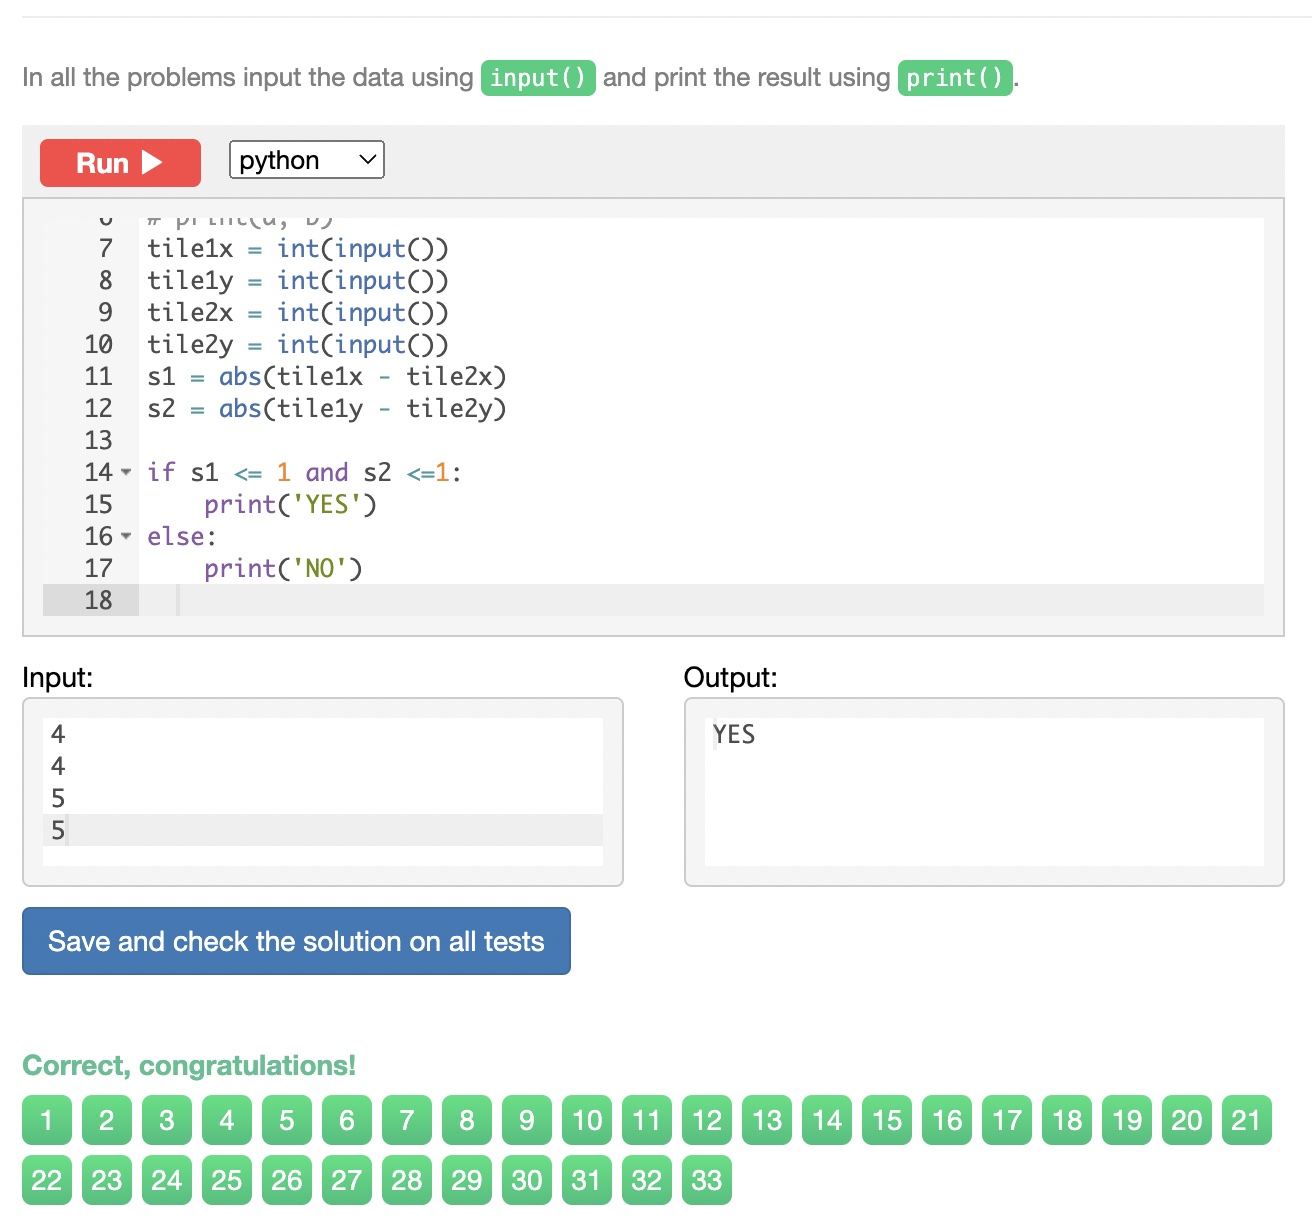 In all the problems input the data using input() and print the result using print().
Run
python
6 # print(a, b)
7 tile1x = int(input())
8 tile1y = int(input())
9 tile2x = int(input())
10 tile2y = int(input())
11 s1 = abs(tile1x - tile2x)
12 s2 = abs(tile1y - tile2y)
13
14 if s1 <= 1 and s2 <=1:
15 print('YES')
16 else:
17 print('NO')
18
Input:
4
4
5
5
Output:
YES
Save and check the solution on all tests
Correct, congratulations!
1 2 3 4 5 6 7 8 9 10 11 12 13 14 15 16 17 18 19 20 21
22 23 24 25 26 27 28 29 30 31 32 33